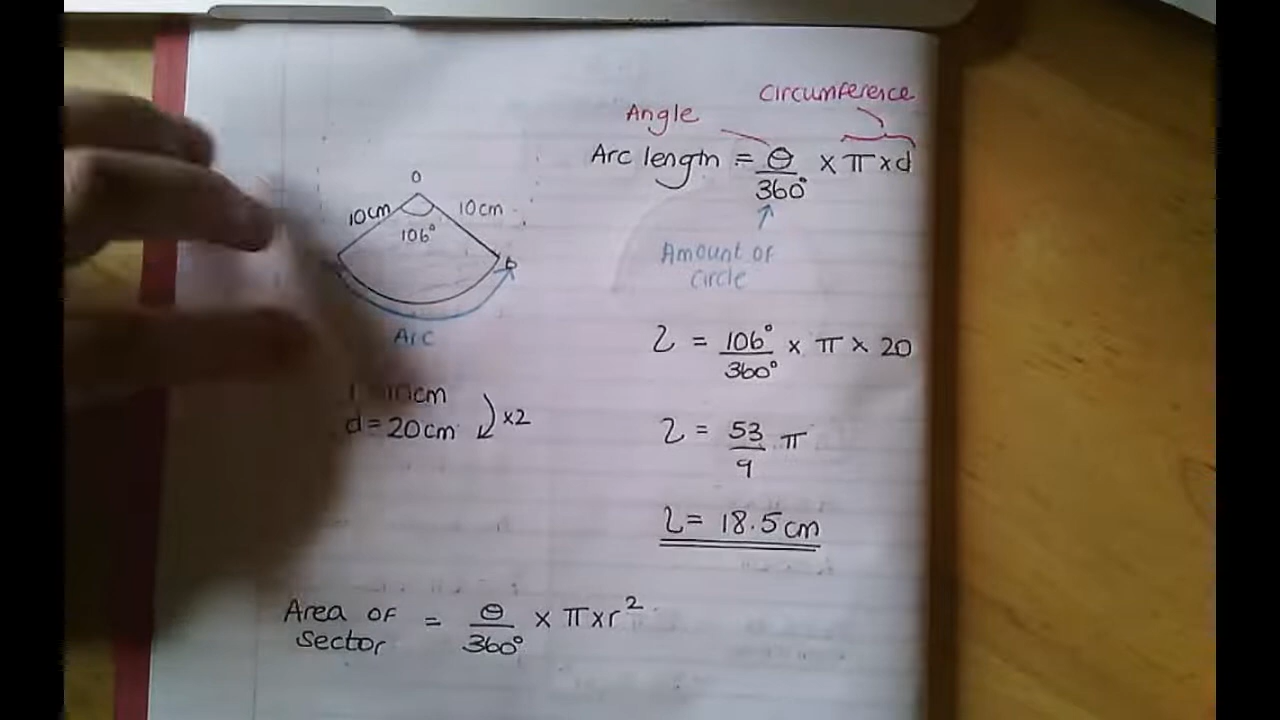 Circumference
Angle
Arc length = θ/360° × π × d
Amount of
circle
O
10cm
10cm
106°
Arc
d = 20cm
×2
l = 106°/360° × π × 20
l = 53/9 π
l = 18.5cm
Area of
sector
= θ/360° × π × r²